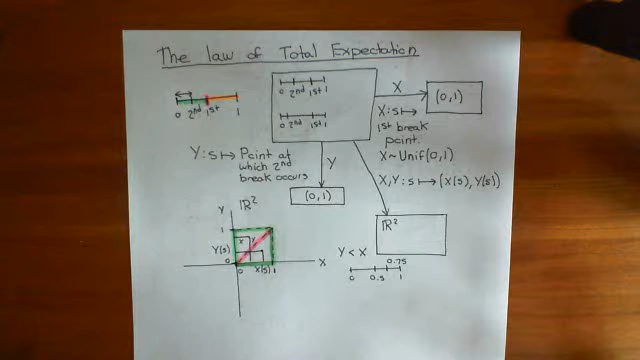 The law of Total Expectation
0 2nd 1st 1
0 2nd 1st 1
0 2nd 1st 1
X
(0,1)
X: s ↦
1st break
point.
X ~ Unif(0,1)
Y: s ↦ Point at
which 2nd
break occurs
Y
(0,1)
X, Y: s ↦ (X(s), Y(s))
ℝ²
Y
ℝ²
1
Y(s)
0
0 X(s) 1
X
Y < X
0.75
0 0.5 1